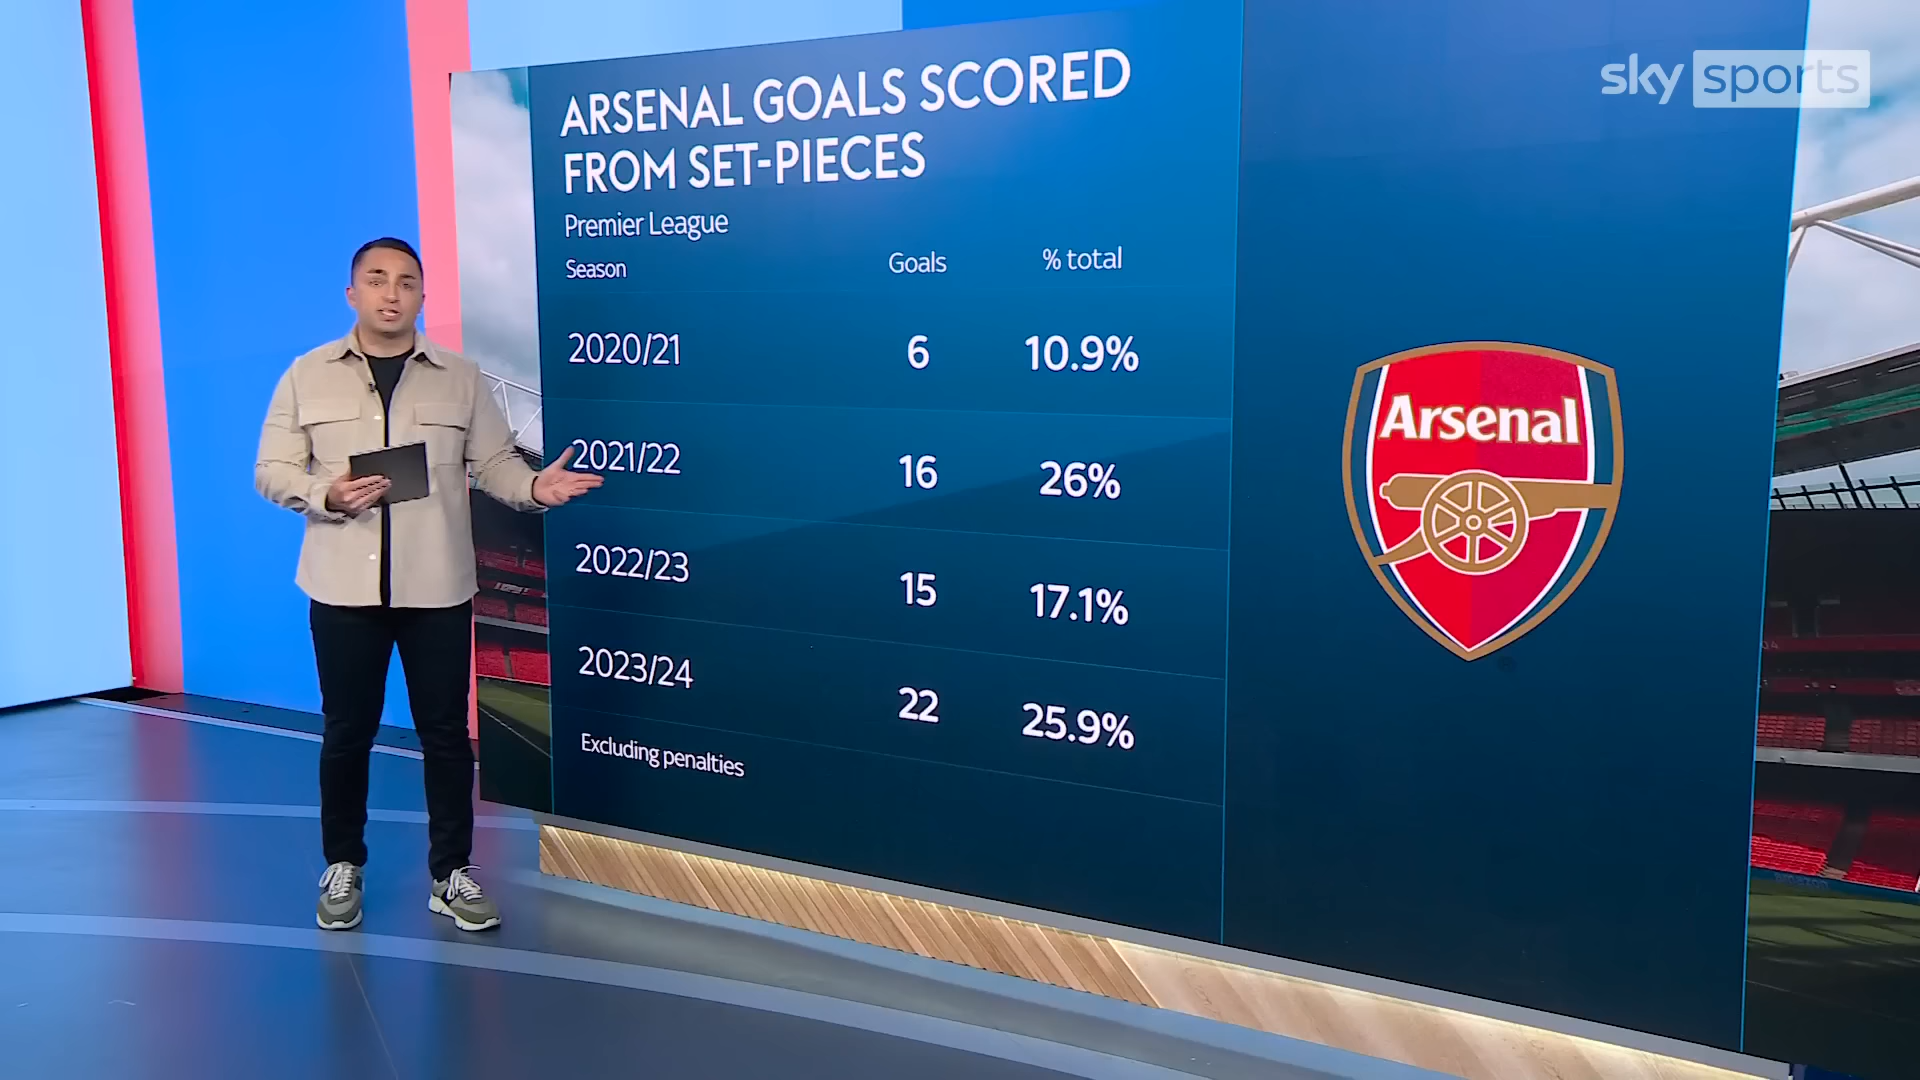 sky sports
ARSENAL GOALS SCORED
FROM SET-PIECES
Premier League
Season Goals % total
2020/21 6 10.9%
2021/22 16 26%
2022/23 15 17.1%
2023/24 22 25.9%
Excluding penalties
Arsenal